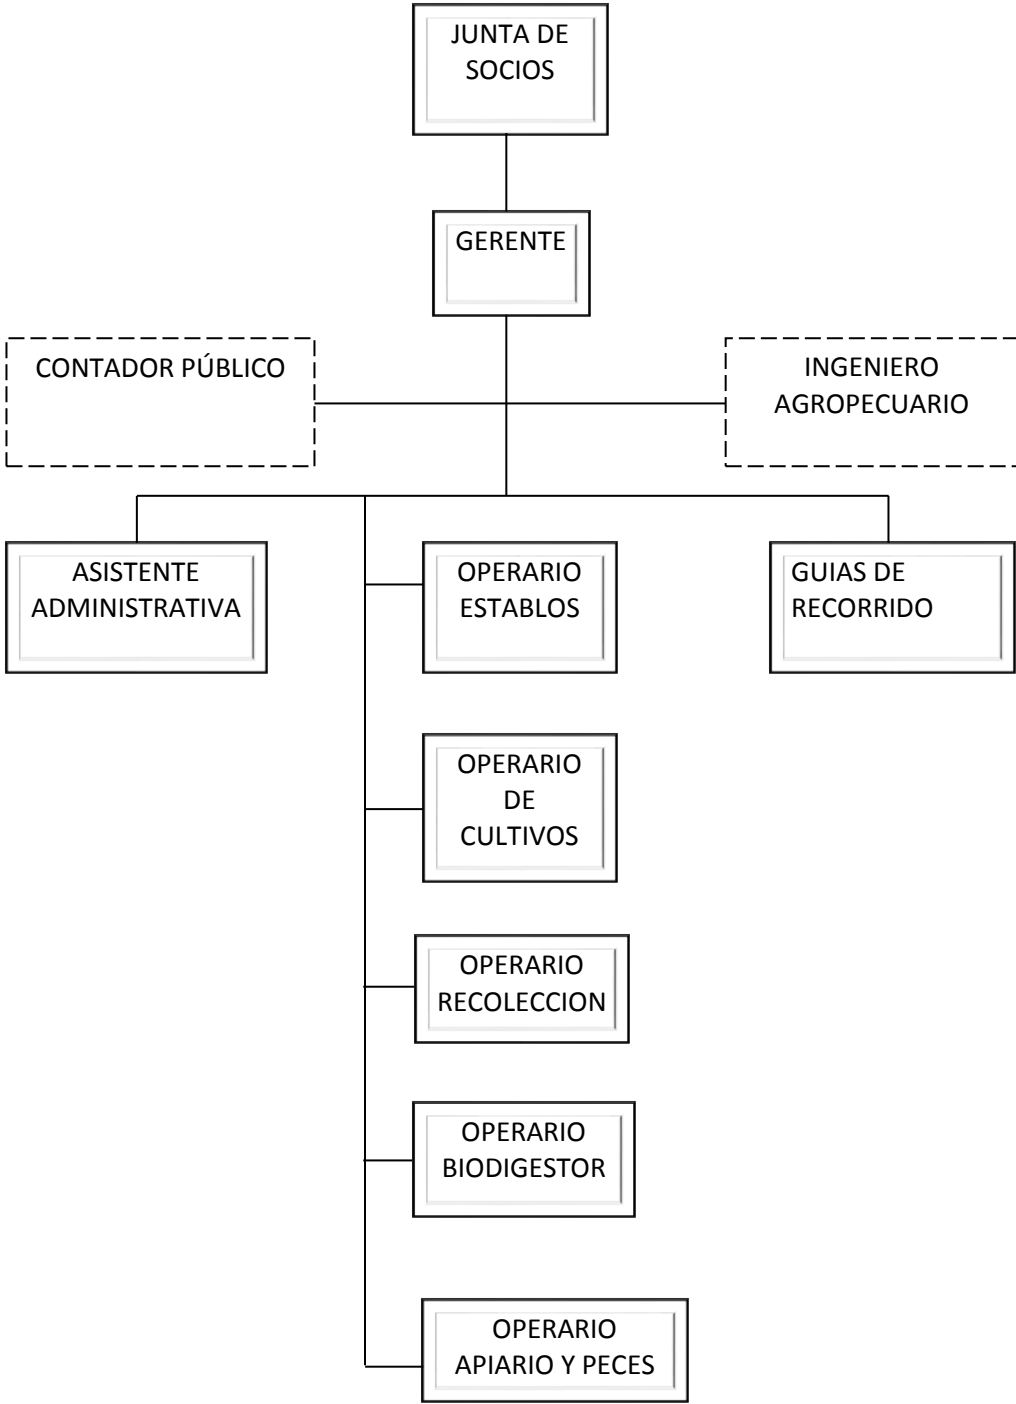 JUNTA DE
SOCIOS
GERENTE
CONTADOR PÚBLICO
INGENIERO
AGROPECUARIO
ASISTENTE
ADMINISTRATIVA
OPERARIO
ESTABLOS
GUIAS DE
RECORRIDO
OPERARIO
DE
CULTIVOS
OPERARIO
RECOLECCION
OPERARIO
BIODIGESTOR
OPERARIO
APIARIO Y PECES